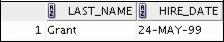 LAST_NAME HIRE_DATE
1 Grant 24-MAY-99